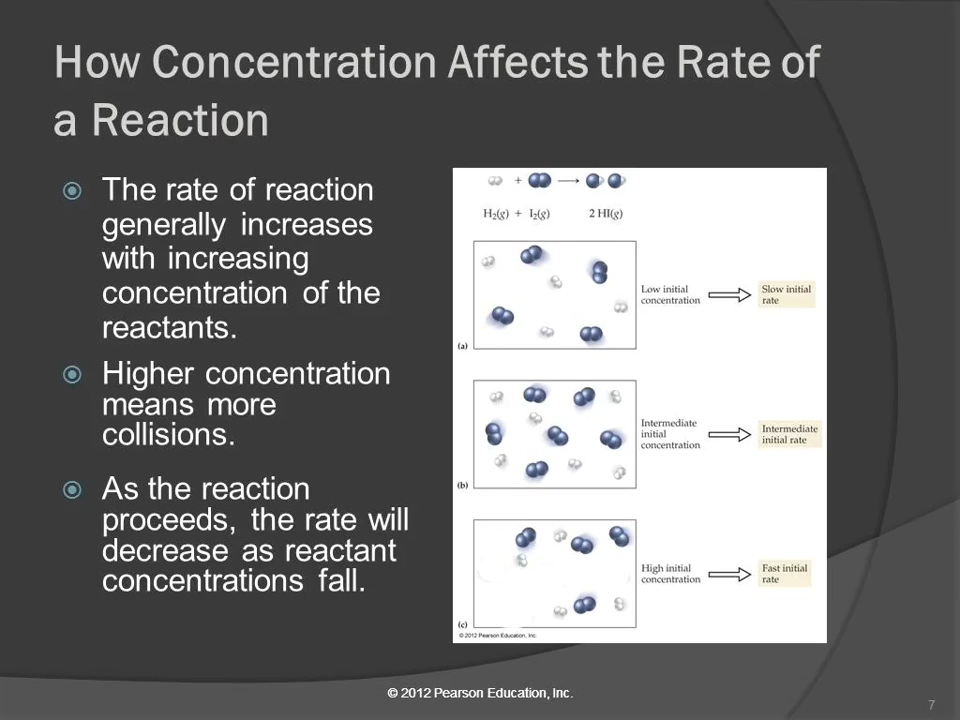 How Concentration Affects the Rate of
a Reaction
The rate of reaction
generally increases
with increasing
concentration of the
reactants.
Higher concentration
means more
collisions.
As the reaction
proceeds, the rate will
decrease as reactant
concentrations fall.
+ →
H₂(g) + I₂(g) 2 HI(g)
(a)
Low initial
concentration
Slow initial
rate
(b)
Intermediate
initial
concentration
Intermediate
initial rate
(c)
High initial
concentration
Fast initial
rate
© 2012 Pearson Education, Inc.
© 2012 Pearson Education, Inc.
7